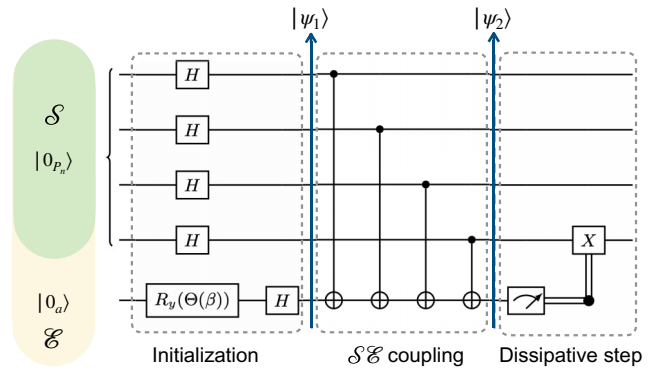 |ψ₁⟩ |ψ₂⟩
H
𝒮
H
|0_{P_n}⟩
H
H X
|0_a⟩ R_y(Θ(β)) H
ℰ
Initialization 𝒮ℰ coupling Dissipative step